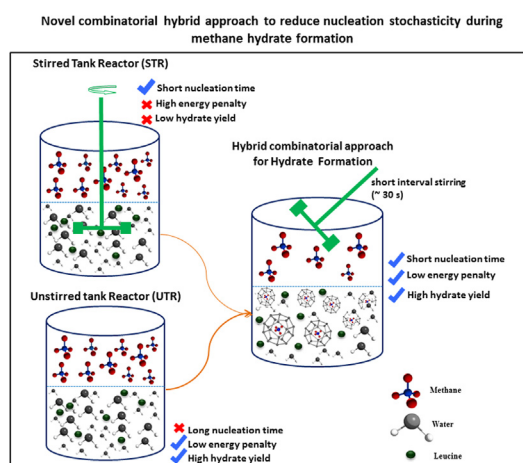 Novel combinatorial hybrid approach to reduce nucleation stochasticity during
methane hydrate formation
Stirred Tank Reactor (STR)
Short nucleation time
High energy penalty
Low hydrate yield
Hybrid combinatorial approach
for Hydrate Formation
short interval stirring
(~ 30 s)
Short nucleation time
Low energy penalty
High hydrate yield
Unstirred tank Reactor (UTR)
Long nucleation time
Low energy penalty
High hydrate yield
Methane
Water
Leucine